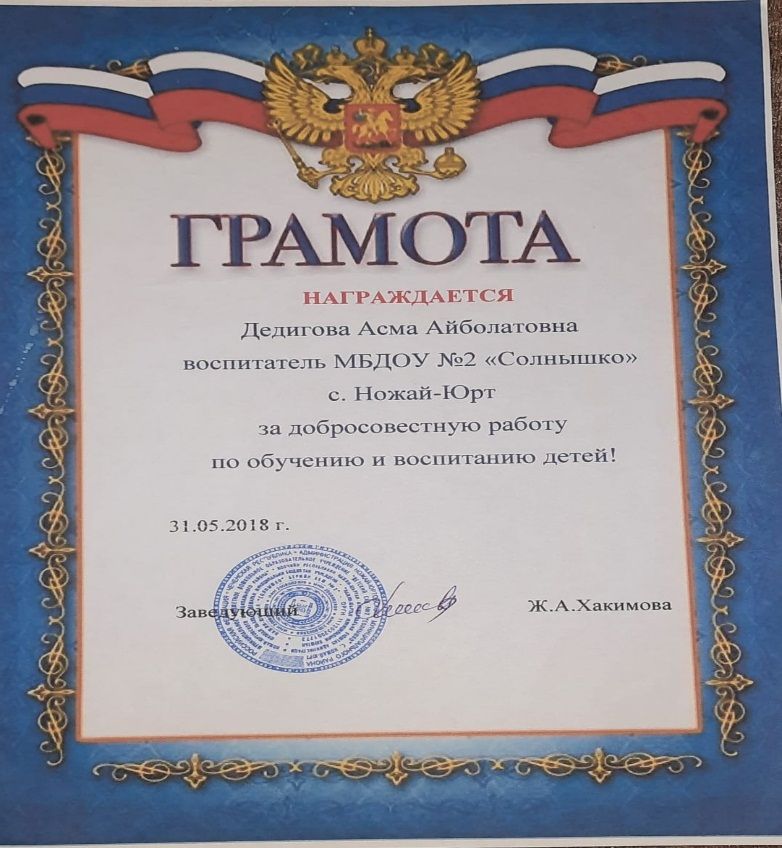 ГРАМОТА
НАГРАЖДАЕТСЯ
Дедигова Асма Айболатовна
воспитатель МБДОУ №2 «Солнышко»
с. Ножай-Юрт
за добросовестную работу
по обучению и воспитанию детей!
31.05.2018 г.
Заведующий Ж.А.Хакимова